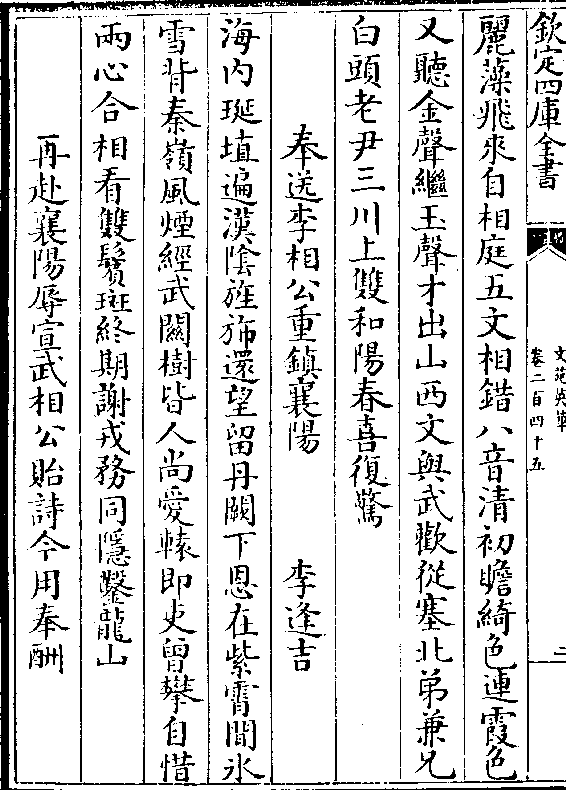 欽定四庫全書
文苑英華
卷二百四十五
二
麗藻飛來自相庭五文相錯八音清初瞻綺色連霞色
又聽金聲繼玉聲才出山西文與武歡從塞北弟兼兄
白頭老尹三川上雙和陽春喜復驚
奉送李相公重鎮襄陽 李逢吉
海内埏埴遍漢陰旌斾還望留丹闕下恩在紫霄間氷
雪背秦嶺風煙經武關樹皆人尚愛轅即吏曾攀自惜
兩心合相看雙鬢斑終期謝戎務同隱鑿龍山
再赴襄陽辱宣武相公貽詩今用奉酬